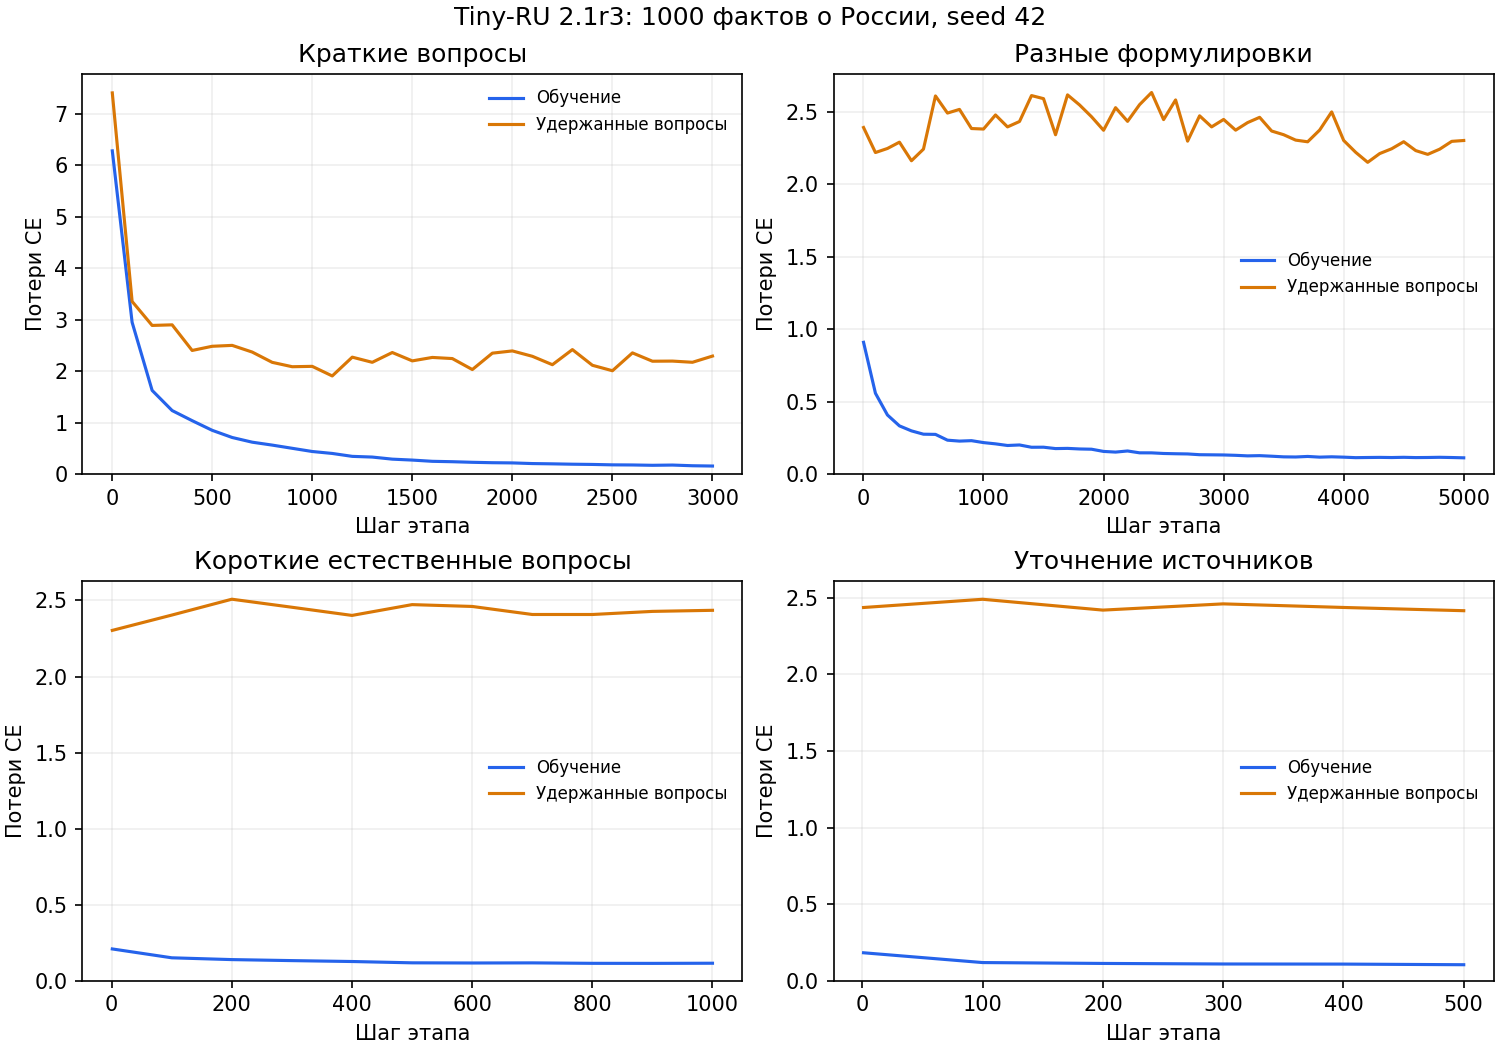 Tiny-RU 2.1r3: 1000 фактов о России, seed 42
Краткие вопросы
Потери CE
7
6
5
4
3
2
1
0
Обучение
Удержанные вопросы
0 500 1000 1500 2000 2500 3000
Шаг этапа
Разные формулировки
Потери CE
2.5
2.0
1.5
1.0
0.5
0.0
Обучение
Удержанные вопросы
0 1000 2000 3000 4000 5000
Шаг этапа
Короткие естественные вопросы
Потери CE
2.5
2.0
1.5
1.0
0.5
0.0
Обучение
Удержанные вопросы
0 200 400 600 800 1000
Шаг этапа
Уточнение источников
Потери CE
2.5
2.0
1.5
1.0
0.5
0.0
Обучение
Удержанные вопросы
0 100 200 300 400 500
Шаг этапа